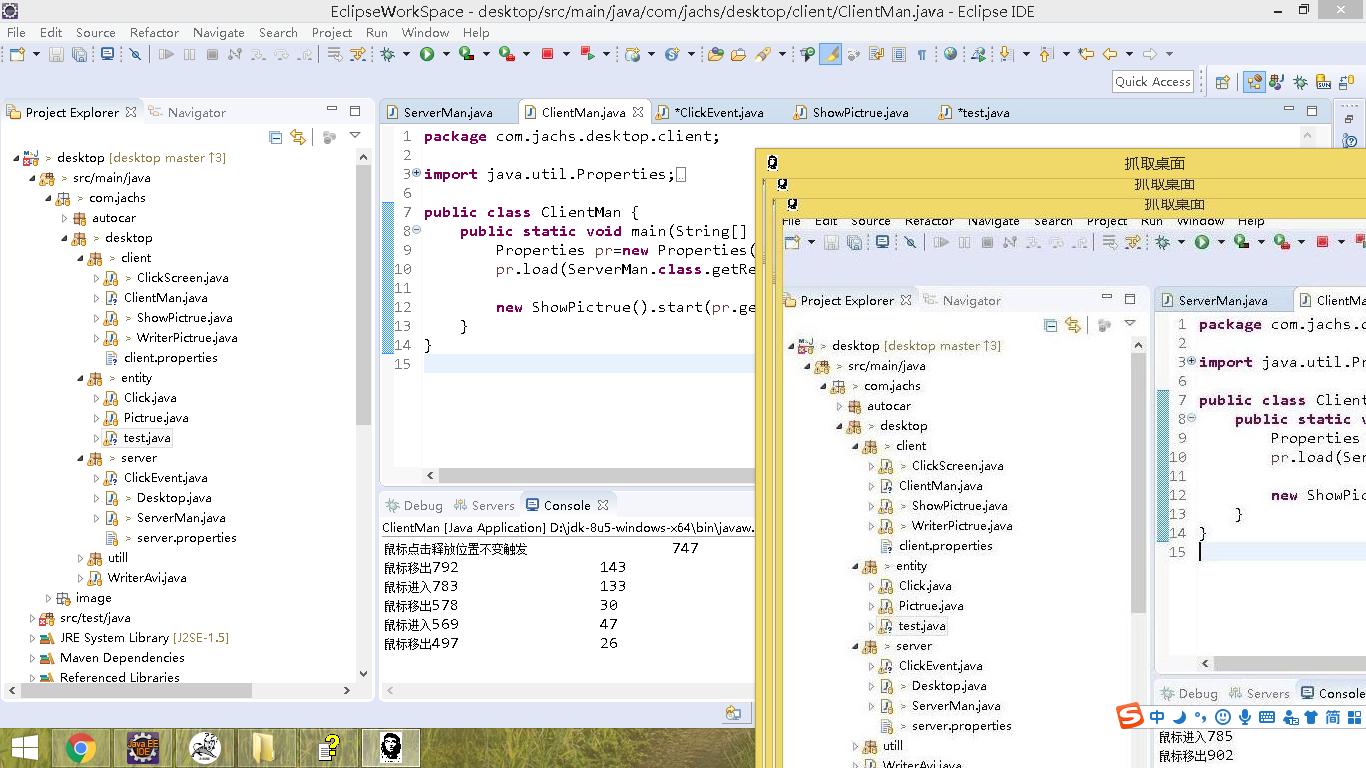 EclipseWorkSpace - desktop/src/main/java/com/jachs/desktop/client/ClientMan.java - Eclipse IDE
File Edit Source Refactor Navigate Search Project Run Window Help
Quick Access
Project Explorer Navigator
desktop [desktop master ↑3]
> src/main/java
> com.jachs
autocar
> desktop
> client
> ClickScreen.java
ClientMan.java
> ShowPictrue.java
> WriterPictrue.java
client.properties
> entity
Click.java
Pictrue.java
test.java
> server
ClickEvent.java
> Desktop.java
> ServerMan.java
> server.properties
> utill
WriterAvi.java
image
src/test/java
JRE System Library [J2SE-1.5]
Maven Dependencies
Referenced Libraries
ServerMan.java ClientMan.java *ClickEvent.java ShowPictrue.java *test.java
1 package com.jachs.desktop.client;
2
3 import java.util.Properties;
6
7 public class ClientMan {
8 public static void main(String[]
9 Properties pr=new Properties(
10 pr.load(ServerMan.class.getRe
11
12 new ShowPictrue().start(pr.ge
13 }
14 }
15
Debug Servers Console
ClientMan [Java Application] D:\jdk-8u5-windows-x64\bin\javaw.
鼠标点击释放位置不变触发 747
鼠标移出792 143
鼠标进入783 133
鼠标移出578 30
鼠标进入569 47
鼠标移出497 26
抓取桌面
抓取桌面
抓取桌面
File Edit Source Refactor Navigate Search Project Run Window Help
Project Explorer Navigator
> desktop [desktop master ↑3]
> src/main/java
> com.jachs
autocar
> desktop
> client
> ClickScreen.java
ClientMan.java
> ShowPictrue.java
> WriterPictrue.java
client.properties
> entity
Click.java
Pictrue.java
test.java
> server
ClickEvent.java
> Desktop.java
> ServerMan.java
> server.properties
> utill
WriterAvi.java
ServerMan.java ClientMa
1 package com.j
2
3 import java.util.Pr
6
7 public class Client
8 public static v
9 Properties
10 pr.load(Ser
11
12 new ShowPic
13 }
14 }
15
Debug Servers Console
中 简
鼠标进入785
鼠标移出902
Java EE
IDE